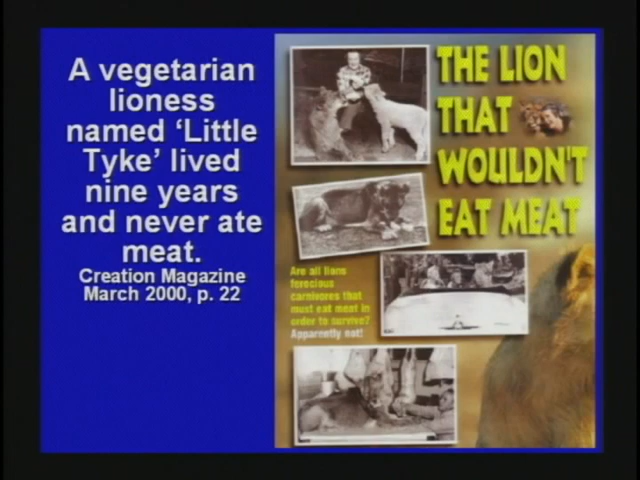 A vegetarian
lioness
named ‘Little
Tyke’ lived
nine years
and never ate
meat.
Creation Magazine
March 2000, p. 22
THE LION
THAT
WOULDN'T
EAT MEAT
Are all lions
ferocious
carnivores that
must eat meat in
order to survive?
Apparently not!